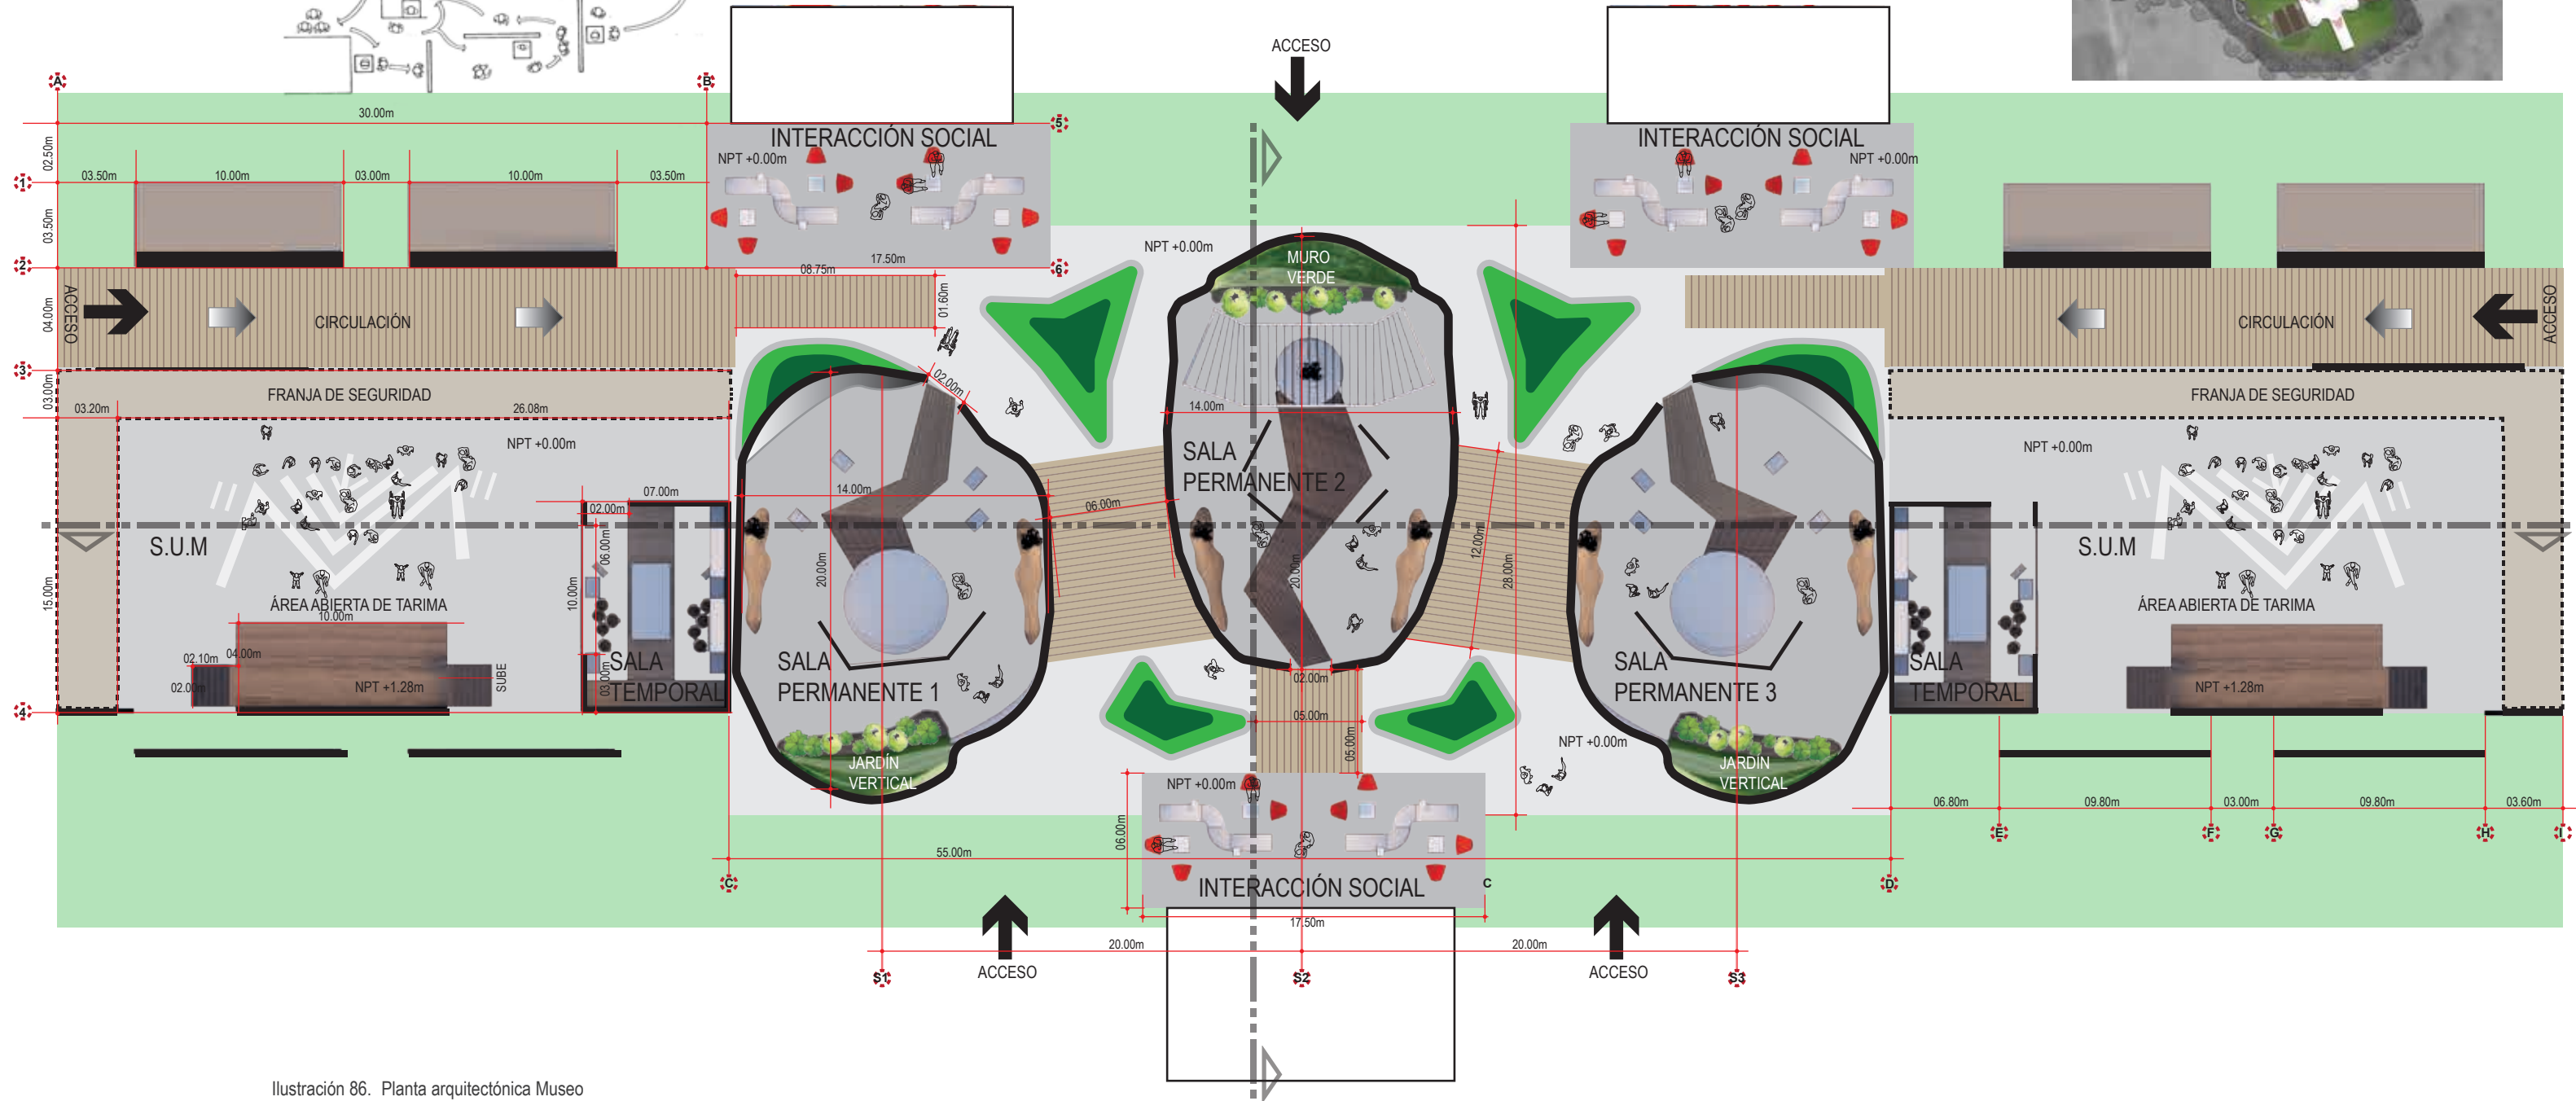 ACCESO
A
B
30.00m
5
02.50m
INTERACCIÓN SOCIAL
NPT +0.00m
INTERACCIÓN SOCIAL
NPT +0.00m
1
03.50m
10.00m
03.00m
10.00m
03.50m
03.50m
2
17.50m
6
08.75m
01.60m
NPT +0.00m
MURO
VERDE
04.00m
ACCESO
CIRCULACIÓN
CIRCULACIÓN
ACCESO
3
03.00m
FRANJA DE SEGURIDAD
03.20m
26.08m
02.00m
14.00m
FRANJA DE SEGURIDAD
NPT +0.00m
NPT +0.00m
SALA
PERMANENTE 2
07.00m
02.00m
14.00m
06.00m
12.00m
28.00m
S.U.M
S.U.M
15.00m
10.00m
06.00m
03.00m
20.00m
20.00m
ÁREA ABIERTA DE TARIMA
10.00m
ÁREA ABIERTA DE TARIMA
02.10m
04.00m
02.00m
NPT +1.28m
SUBE
SALA
TEMPORAL
SALA
PERMANENTE 1
02.00m
05.00m
05.00m
SALA
PERMANENTE 3
SALA
TEMPORAL
NPT +1.28m
4
NPT +0.00m
JARDÍN
VERTICAL
JARDÍN
VERTICAL
NPT +0.00m
06.80m
09.80m
03.00m
09.80m
03.60m
E
F
G
H
I
06.00m
55.00m
C
INTERACCIÓN SOCIAL
C
D
17.50m
20.00m
20.00m
ACCESO
ACCESO
S1
S2
S3
Ilustración 86. Planta arquitectónica Museo